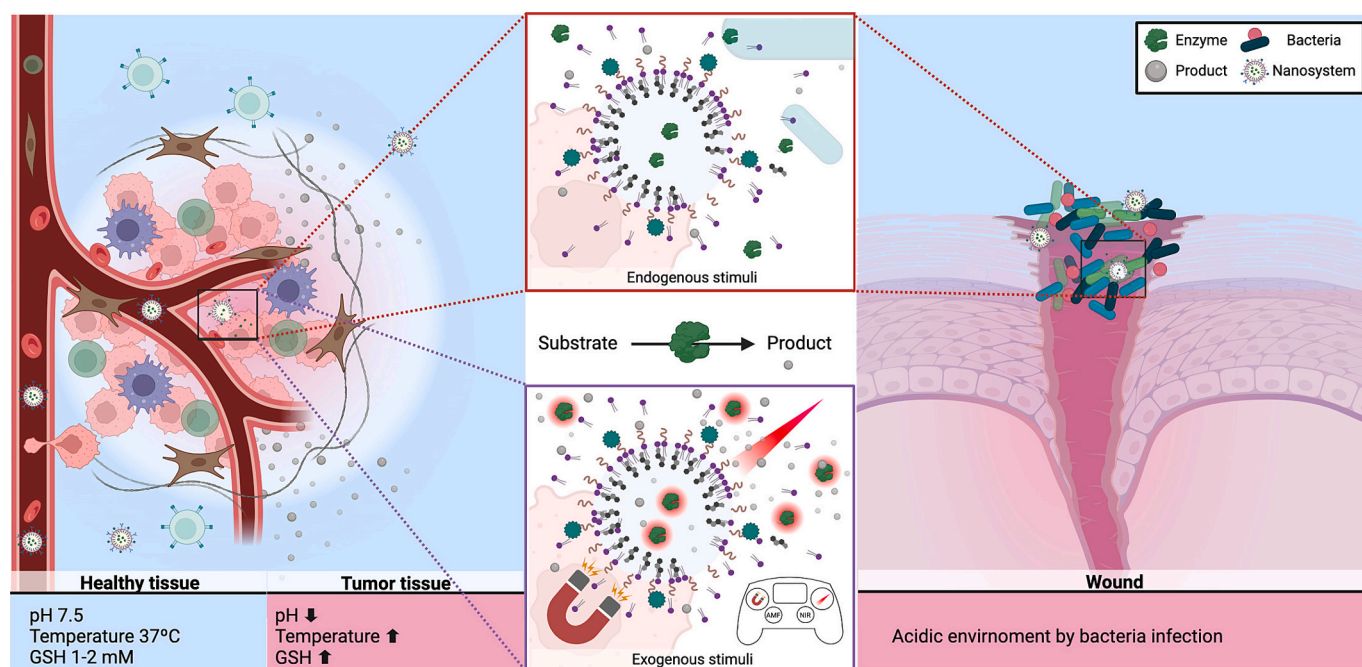 Enzyme
Bacteria
Product
Nanosystem
Endogenous stimuli
Substrate
Product
AMF
NIR
Exogenous stimuli
Healthy tissue
Tumor tissue
pH 7.5
Temperature 37ºC
GSH 1-2 mM
pH ⬇
Temperature ⬆
GSH ⬆
Wound
Acidic envirnoment by bacteria infection